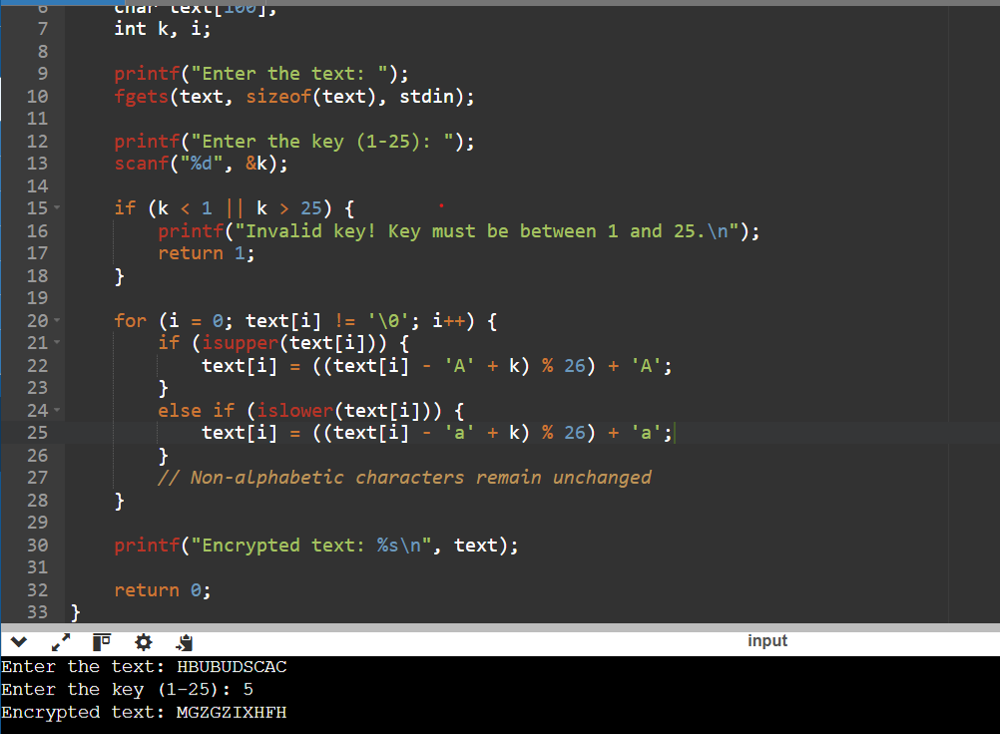 6 char text[100];
7 int k, i;
8
9 printf("Enter the text: ");
10 fgets(text, sizeof(text), stdin);
11
12 printf("Enter the key (1-25): ");
13 scanf("%d", &k);
14
15 if (k < 1 || k > 25) {
16 printf("Invalid key! Key must be between 1 and 25.\n");
17 return 1;
18 }
19
20 for (i = 0; text[i] != '\0'; i++) {
21 if (isupper(text[i])) {
22 text[i] = ((text[i] - 'A' + k) % 26) + 'A';
23 }
24 else if (islower(text[i])) {
25 text[i] = ((text[i] - 'a' + k) % 26) + 'a';
26 }
27 // Non-alphabetic characters remain unchanged
28 }
29
30 printf("Encrypted text: %s\n", text);
31
32 return 0;
33 }
input
Enter the text: HBUBUDSCAC
Enter the key (1-25): 5
Encrypted text: MGZGZIXHFH